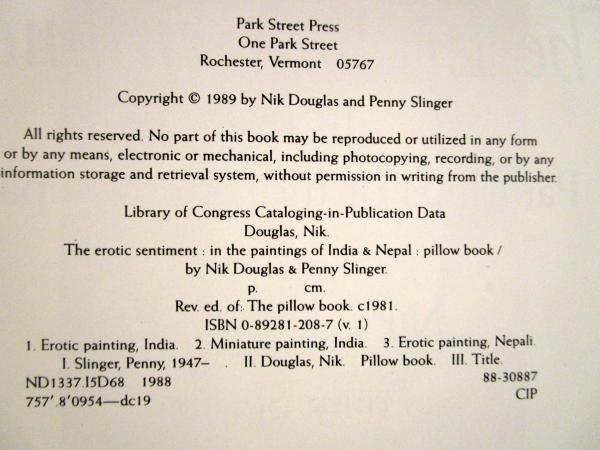 Park Street Press
One Park Street
Rochester, Vermont 05767
Copyright © 1989 by Nik Douglas and Penny Slinger
All rights reserved. No part of this book may be reproduced or utilized in any form
or by any means, electronic or mechanical, including photocopying, recording, or by any
information storage and retrieval system, without permission in writing from the publisher.
Library of Congress Cataloging-in-Publication Data
Douglas, Nik.
The erotic sentiment : in the paintings of India & Nepal : pillow book /
by Nik Douglas & Penny Slinger.
p. cm.
Rev. ed. of: The pillow book. c1981.
ISBN 0-89281-208-7 (v. 1)
1. Erotic painting, India. 2. Miniature painting, India. 3. Erotic painting, Nepali.
I. Slinger, Penny, 1947– . II. Douglas, Nik. Pillow book. III. Title.
ND1337.I5D68 1988 88-30887
757'.8'0954—dc19 CIP